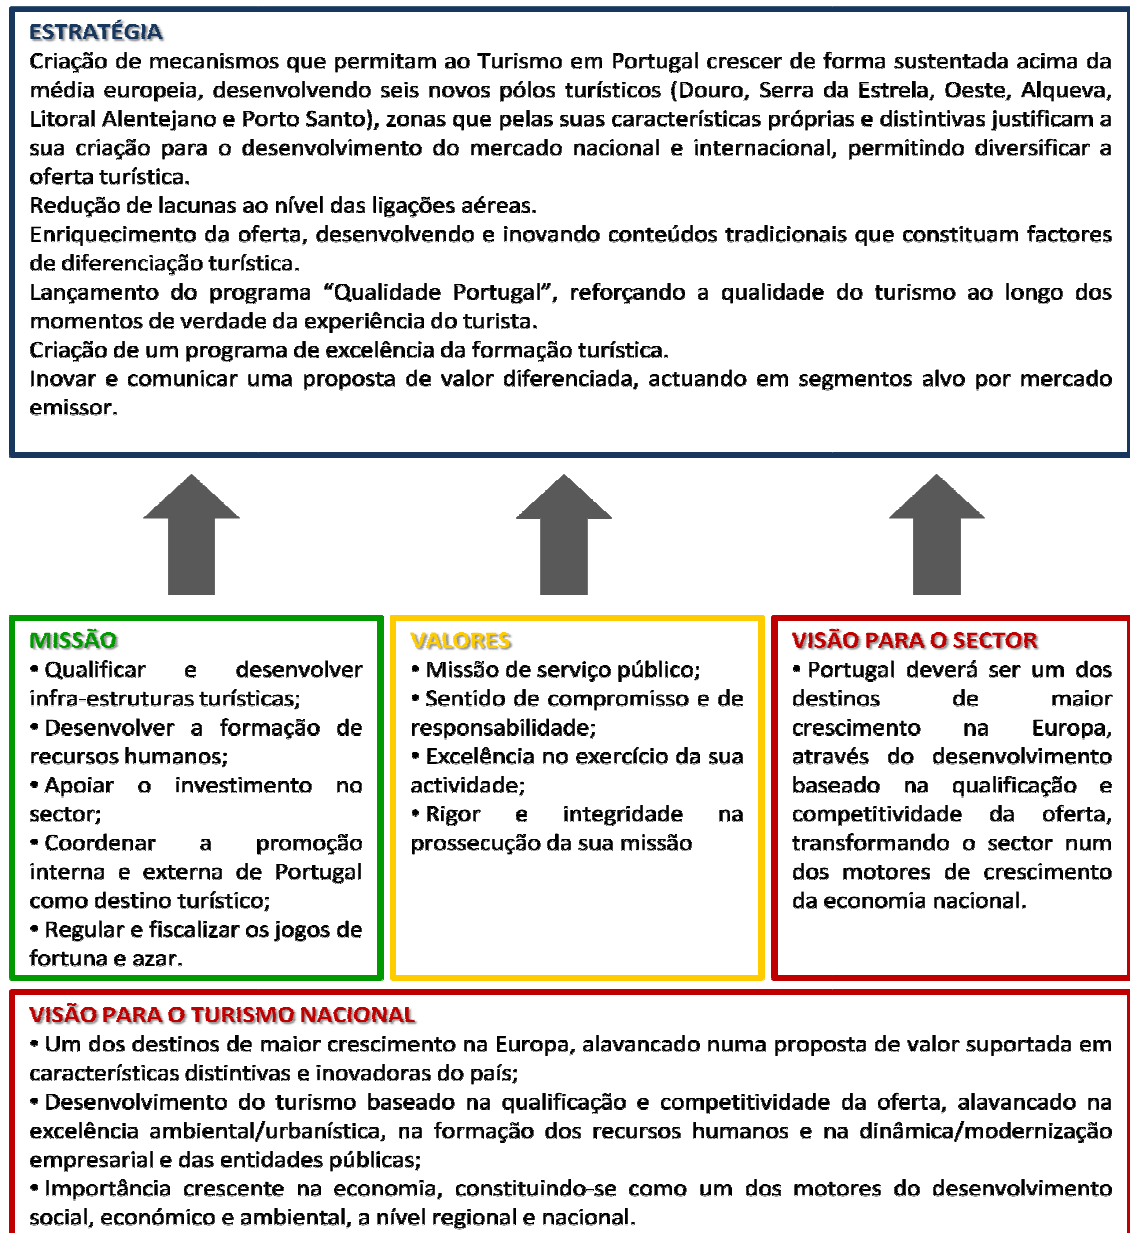 ESTRATÉGIA
Criação de mecanismos que permitam ao Turismo em Portugal crescer de forma sustentada acima da
média europeia, desenvolvendo seis novos pólos turísticos (Douro, Serra da Estrela, Oeste, Alqueva,
Litoral Alentejano e Porto Santo), zonas que pelas suas características próprias e distintivas justificam a
sua criação para o desenvolvimento do mercado nacional e internacional, permitindo diversificar a
oferta turística.
Redução de lacunas ao nível das ligações aéreas.
Enriquecimento da oferta, desenvolvendo e inovando conteúdos tradicionais que constituam factores
de diferenciação turística.
Lançamento do programa “Qualidade Portugal”, reforçando a qualidade do turismo ao longo dos
momentos de verdade da experiência do turista.
Criação de um programa de excelência da formação turística.
Inovar e comunicar uma proposta de valor diferenciada, actuando em segmentos alvo por mercado
emissor.
MISSÃO
• Qualificar e desenvolver
infra-estruturas turísticas;
• Desenvolver a formação de
recursos humanos;
• Apoiar o investimento no
sector;
• Coordenar a promoção
interna e externa de Portugal
como destino turístico;
• Regular e fiscalizar os jogos de
fortuna e azar.
VALORES
• Missão de serviço público;
• Sentido de compromisso e de
responsabilidade;
• Excelência no exercício da sua
actividade;
• Rigor e integridade na
prossecução da sua missão
VISÃO PARA O SECTOR
• Portugal deverá ser um dos
destinos de maior
crescimento na Europa,
através do desenvolvimento
baseado na qualificação e
competitividade da oferta,
transformando o sector num
dos motores de crescimento
da economia nacional.
VISÃO PARA O TURISMO NACIONAL
• Um dos destinos de maior crescimento na Europa, alavancado numa proposta de valor suportada em
características distintivas e inovadoras do país;
• Desenvolvimento do turismo baseado na qualificação e competitividade da oferta, alavancado na
excelência ambiental/urbanística, na formação dos recursos humanos e na dinâmica/modernização
empresarial e das entidades públicas;
• Importância crescente na economia, constituindo-se como um dos motores do desenvolvimento
social, económico e ambiental, a nível regional e nacional.